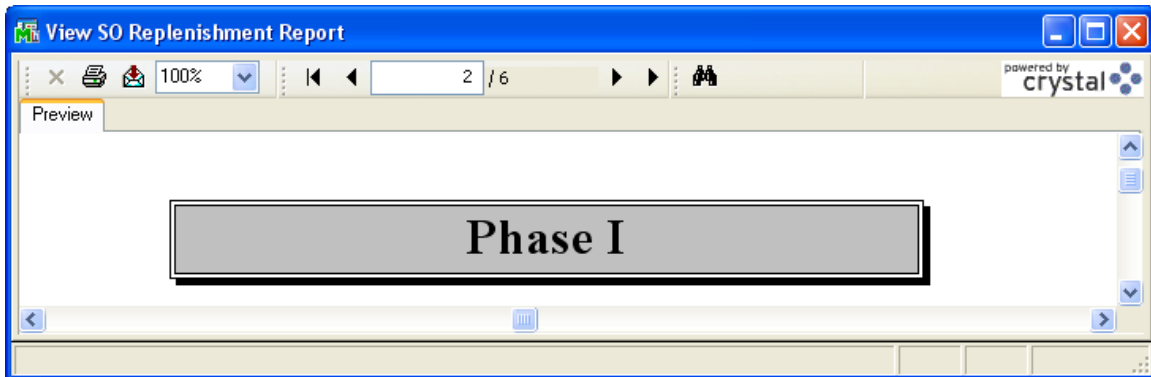 View SO Replenishment Report
100% 2 / 6 powered by crystal
Preview
Phase I